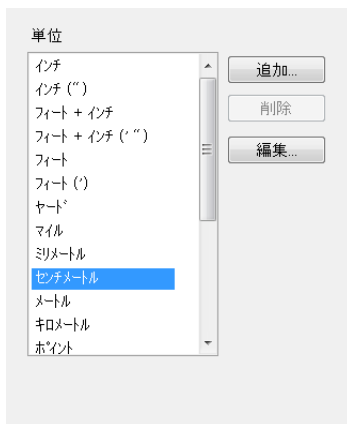 単位
インチ
インチ (″)
フィート + インチ
フィート + インチ (′ ″)
フィート
フィート (′)
ヤード
マイル
ミリメートル
センチメートル
メートル
キロメートル
ポイント
追加...
削除
編集...